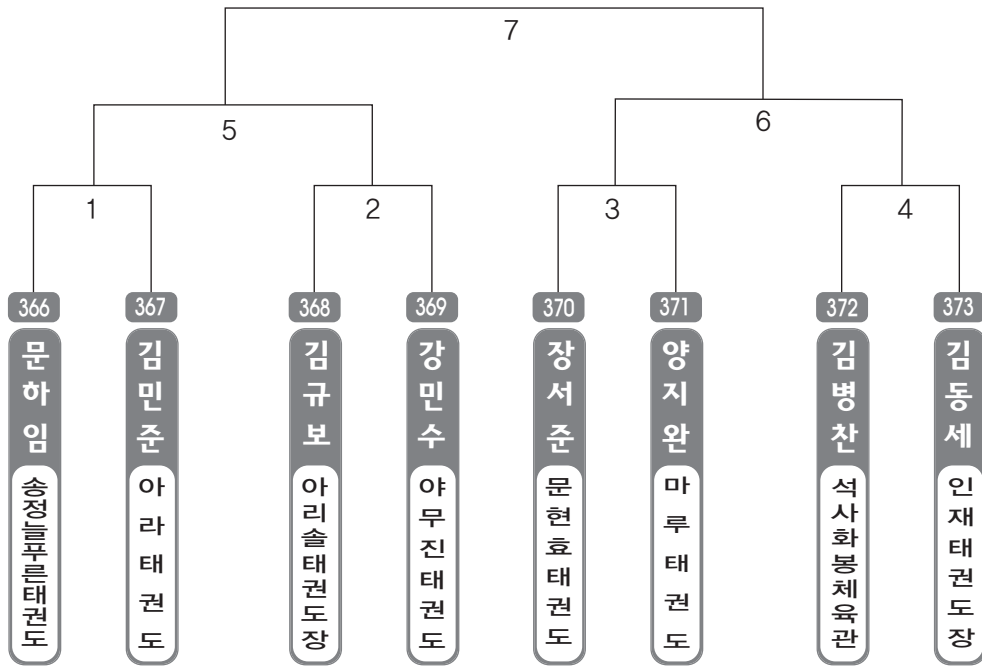 7
5
6
1
2
3
4
366
367
368
369
370
371
372
373
문하임
김민준
김규보
강민수
장서준
양지완
김병찬
김동세
송정늘푸른태권도
아라태권도
아리솔태권도장
야무진태권도
문현효태권도
마루태권도
석사화봉체육관
인재태권도장